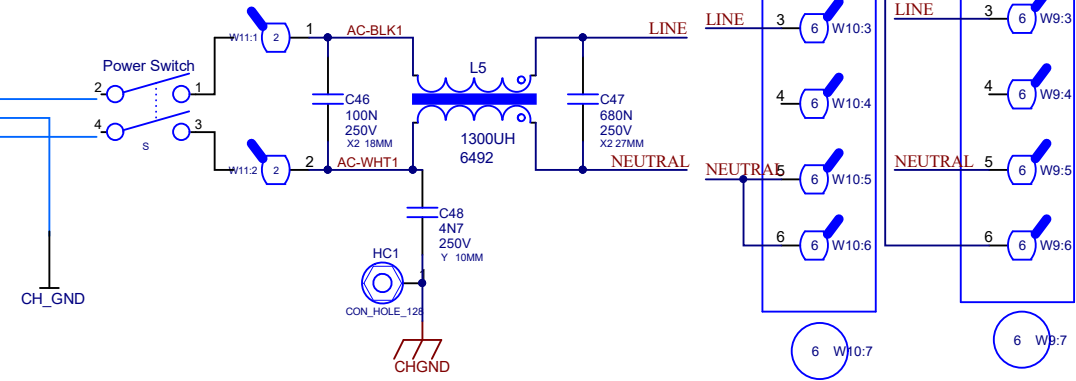 W11:1
2
1
AC-BLK1
LINE
LINE
3
6
W10:3
LINE
3
6
W9:3
Power Switch
2
1
4
3
S
C46
100N
250V
X2 18MM
L5
1300UH
6492
C47
680N
250V
X2 27MM
4
6
W10:4
4
6
W9:4
W11:2
2
2
AC-WHT1
NEUTRAL
NEUTRAL
5
6
W10:5
NEUTRAL
5
6
W9:5
C48
4N7
250V
Y 10MM
6
6
W10:6
6
6
W9:6
HC1
1
CON_HOLE_128
CH_GND
CHGND
6
W10:7
6
W9:7